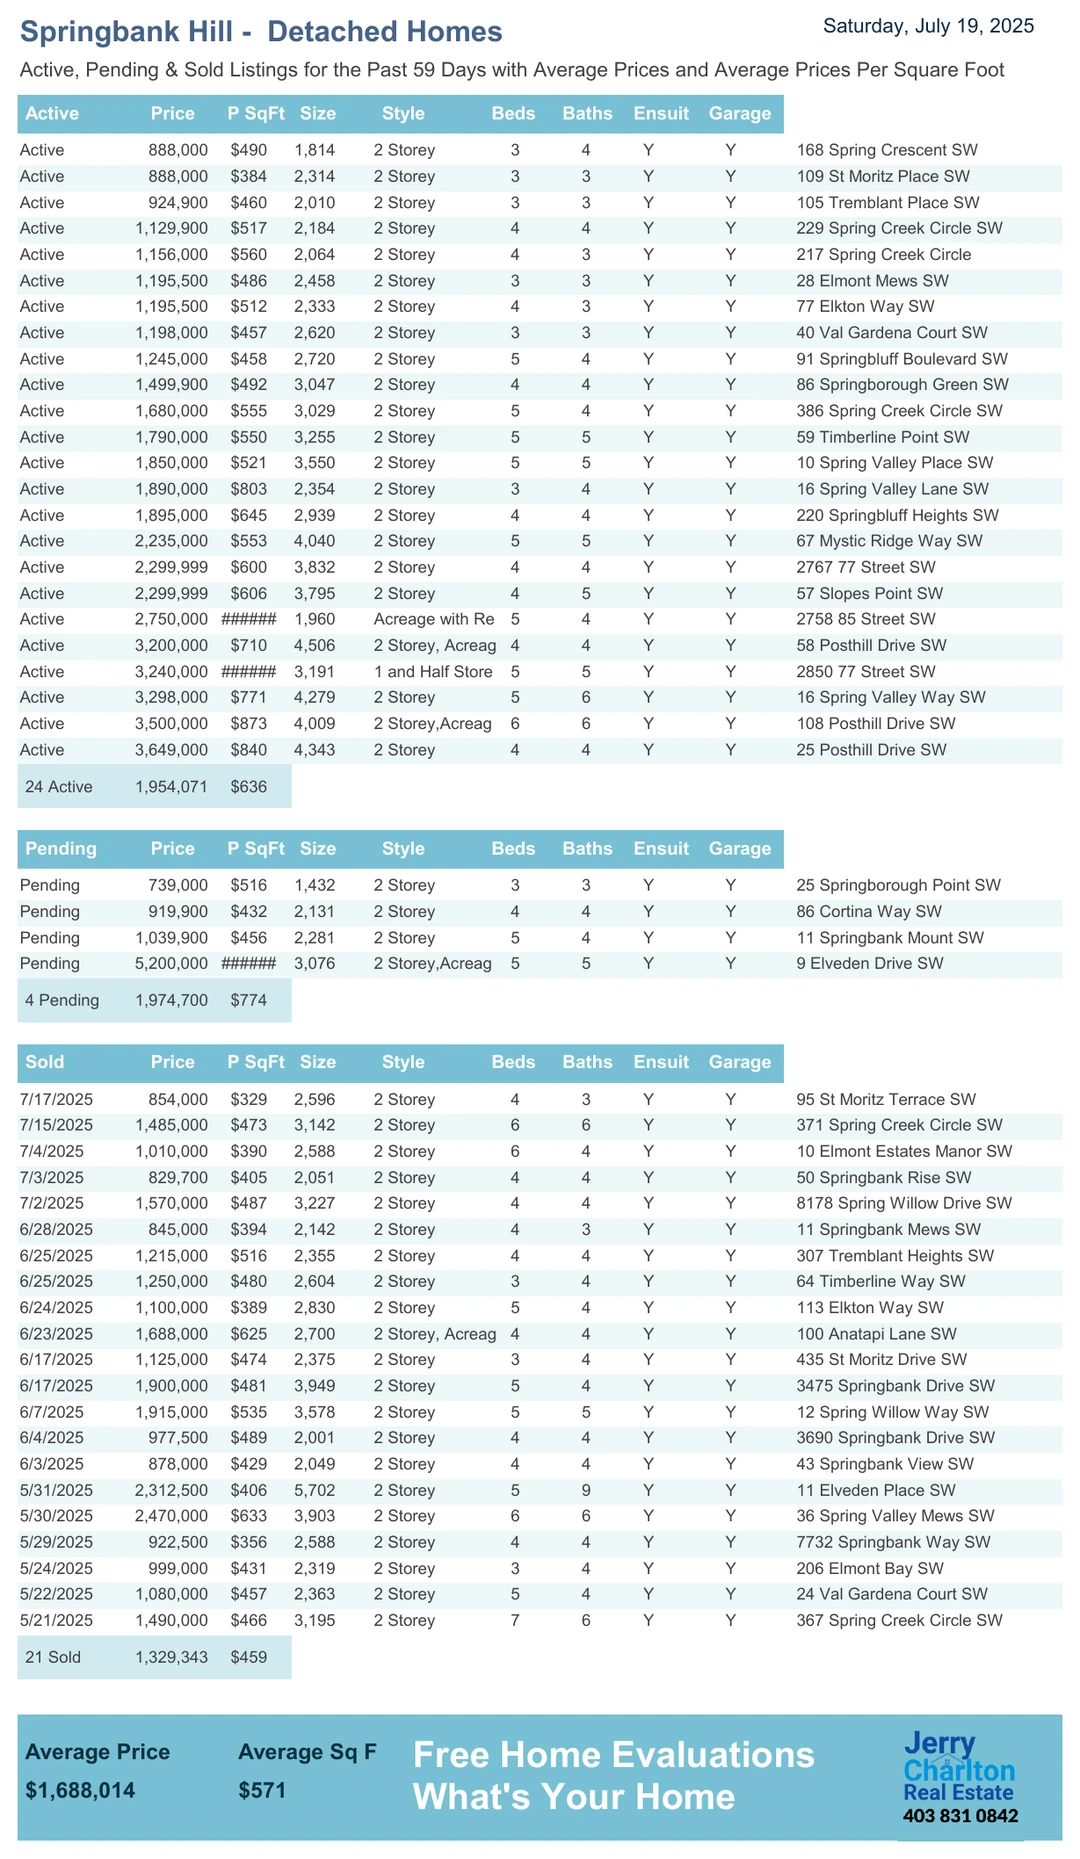 Springbank Hill -  Detached Homes
Saturday, July 19, 2025
Active, Pending & Sold Listings for the Past 59 Days with Average Prices and Average Prices Per Square Foot
Active Price P SqFt Size Style Beds Baths Ensuit Garage
Active 888,000 $490 1,814 2 Storey 3 4 Y Y 168 Spring Crescent SW
Active 888,000 $384 2,314 2 Storey 3 3 Y Y 109 St Moritz Place SW
Active 924,900 $460 2,010 2 Storey 3 3 Y Y 105 Tremblant Place SW
Active 1,129,900 $517 2,184 2 Storey 4 4 Y Y 229 Spring Creek Circle SW
Active 1,156,000 $560 2,064 2 Storey 4 3 Y Y 217 Spring Creek Circle
Active 1,195,500 $486 2,458 2 Storey 3 3 Y Y 28 Elmont Mews SW
Active 1,195,500 $512 2,333 2 Storey 4 3 Y Y 77 Elkton Way SW
Active 1,198,000 $457 2,620 2 Storey 3 3 Y Y 40 Val Gardena Court SW
Active 1,245,000 $458 2,720 2 Storey 5 4 Y Y 91 Springbluff Boulevard SW
Active 1,499,900 $492 3,047 2 Storey 4 4 Y Y 86 Springborough Green SW
Active 1,680,000 $555 3,029 2 Storey 5 4 Y Y 386 Spring Creek Circle SW
Active 1,790,000 $550 3,255 2 Storey 5 5 Y Y 59 Timberline Point SW
Active 1,850,000 $521 3,550 2 Storey 5 5 Y Y 10 Spring Valley Place SW
Active 1,890,000 $803 2,354 2 Storey 3 4 Y Y 16 Spring Valley Lane SW
Active 1,895,000 $645 2,939 2 Storey 4 4 Y Y 220 Springbluff Heights SW
Active 2,235,000 $553 4,040 2 Storey 5 5 Y Y 67 Mystic Ridge Way SW
Active 2,299,999 $600 3,832 2 Storey 4 4 Y Y 2767 77 Street SW
Active 2,299,999 $606 3,795 2 Storey 4 5 Y Y 57 Slopes Point SW
Active 2,750,000 ###### 1,960 Acreage with Re 5 4 Y Y 2758 85 Street SW
Active 3,200,000 $710 4,506 2 Storey, Acreag 4 4 Y Y 58 Posthill Drive SW
Active 3,240,000 ###### 3,191 1 and Half Store 5 5 Y Y 2850 77 Street SW
Active 3,298,000 $771 4,279 2 Storey 5 6 Y Y 16 Spring Valley Way SW
Active 3,500,000 $873 4,009 2 Storey,Acreag 6 6 Y Y 108 Posthill Drive SW
Active 3,649,000 $840 4,343 2 Storey 4 4 Y Y 25 Posthill Drive SW
24 Active 1,954,071 $636
Pending Price P SqFt Size Style Beds Baths Ensuit Garage
Pending 739,000 $516 1,432 2 Storey 3 3 Y Y 25 Springborough Point SW
Pending 919,900 $432 2,131 2 Storey 4 4 Y Y 86 Cortina Way SW
Pending 1,039,900 $456 2,281 2 Storey 5 4 Y Y 11 Springbank Mount SW
Pending 5,200,000 ###### 3,076 2 Storey,Acreag 5 5 Y Y 9 Elveden Drive SW
4 Pending 1,974,700 $774
Sold Price P SqFt Size Style Beds Baths Ensuit Garage
7/17/2025 854,000 $329 2,596 2 Storey 4 3 Y Y 95 St Moritz Terrace SW
7/15/2025 1,485,000 $473 3,142 2 Storey 6 6 Y Y 371 Spring Creek Circle SW
7/4/2025 1,010,000 $390 2,588 2 Storey 6 4 Y Y 10 Elmont Estates Manor SW
7/3/2025 829,700 $405 2,051 2 Storey 4 4 Y Y 50 Springbank Rise SW
7/2/2025 1,570,000 $487 3,227 2 Storey 4 4 Y Y 8178 Spring Willow Drive SW
6/28/2025 845,000 $394 2,142 2 Storey 4 3 Y Y 11 Springbank Mews SW
6/25/2025 1,215,000 $516 2,355 2 Storey 4 4 Y Y 307 Tremblant Heights SW
6/25/2025 1,250,000 $480 2,604 2 Storey 3 4 Y Y 64 Timberline Way SW
6/24/2025 1,100,000 $389 2,830 2 Storey 5 4 Y Y 113 Elkton Way SW
6/23/2025 1,688,000 $625 2,700 2 Storey, Acreag 4 4 Y Y 100 Anatapi Lane SW
6/17/2025 1,125,000 $474 2,375 2 Storey 3 4 Y Y 435 St Moritz Drive SW
6/17/2025 1,900,000 $481 3,949 2 Storey 5 4 Y Y 3475 Springbank Drive SW
6/7/2025 1,915,000 $535 3,578 2 Storey 5 5 Y Y 12 Spring Willow Way SW
6/4/2025 977,500 $489 2,001 2 Storey 4 4 Y Y 3690 Springbank Drive SW
6/3/2025 878,000 $429 2,049 2 Storey 4 4 Y Y 43 Springbank View SW
5/31/2025 2,312,500 $406 5,702 2 Storey 5 9 Y Y 11 Elveden Place SW
5/30/2025 2,470,000 $633 3,903 2 Storey 6 6 Y Y 36 Spring Valley Mews SW
5/29/2025 922,500 $356 2,588 2 Storey 4 4 Y Y 7732 Springbank Way SW
5/24/2025 999,000 $431 2,319 2 Storey 3 4 Y Y 206 Elmont Bay SW
5/22/2025 1,080,000 $457 2,363 2 Storey 5 4 Y Y 24 Val Gardena Court SW
5/21/2025 1,490,000 $466 3,195 2 Storey 7 6 Y Y 367 Spring Creek Circle SW
21 Sold 1,329,343 $459
Average Price Average Sq F
$1,688,014 $571
Free Home Evaluations
What's Your Home
Jerry
Charlton
Real Estate
403 831 0842